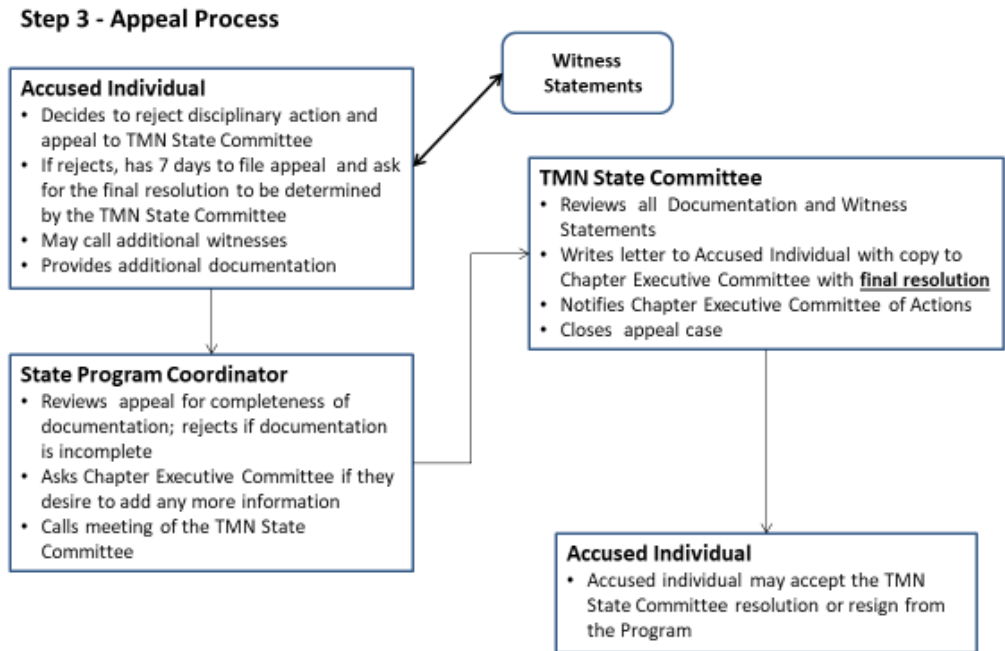 Step 3 - Appeal Process
Witness
Statements
Accused Individual
• Decides to reject disciplinary action and
appeal to TMN State Committee
• If rejects, has 7 days to file appeal and ask
for the final resolution to be determined
by the TMN State Committee
• May call additional witnesses
• Provides additional documentation
State Program Coordinator
• Reviews appeal for completeness of
documentation; rejects if documentation
is incomplete
• Asks Chapter Executive Committee if they
desire to add any more information
• Calls meeting of the TMN State
Committee
TMN State Committee
• Reviews all Documentation and Witness
Statements
• Writes letter to Accused Individual with copy to
Chapter Executive Committee with final resolution
• Notifies Chapter Executive Committee of Actions
• Closes appeal case
Accused Individual
• Accused individual may accept the TMN
State Committee resolution or resign from
the Program